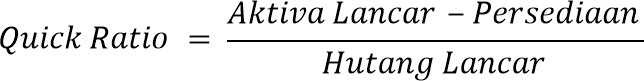 Aktiva Lancar – Persediaan
Quick Ratio =
Hutang Lancar